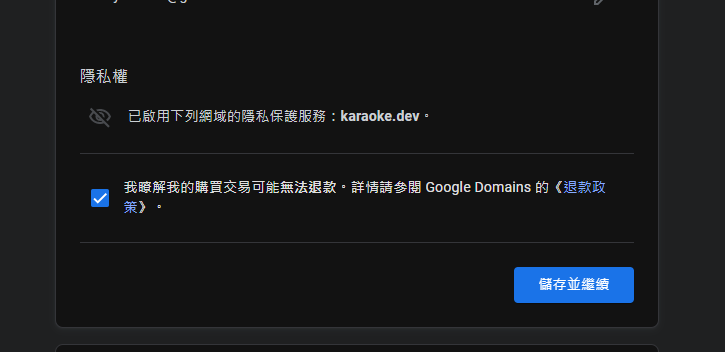 隱私權
已啟用下列網域的隱私保護服務：karaoke.dev。
我瞭解我的購買交易可能無法退款。詳情請參閱 Google Domains 的《退款政
策》。
儲存並繼續